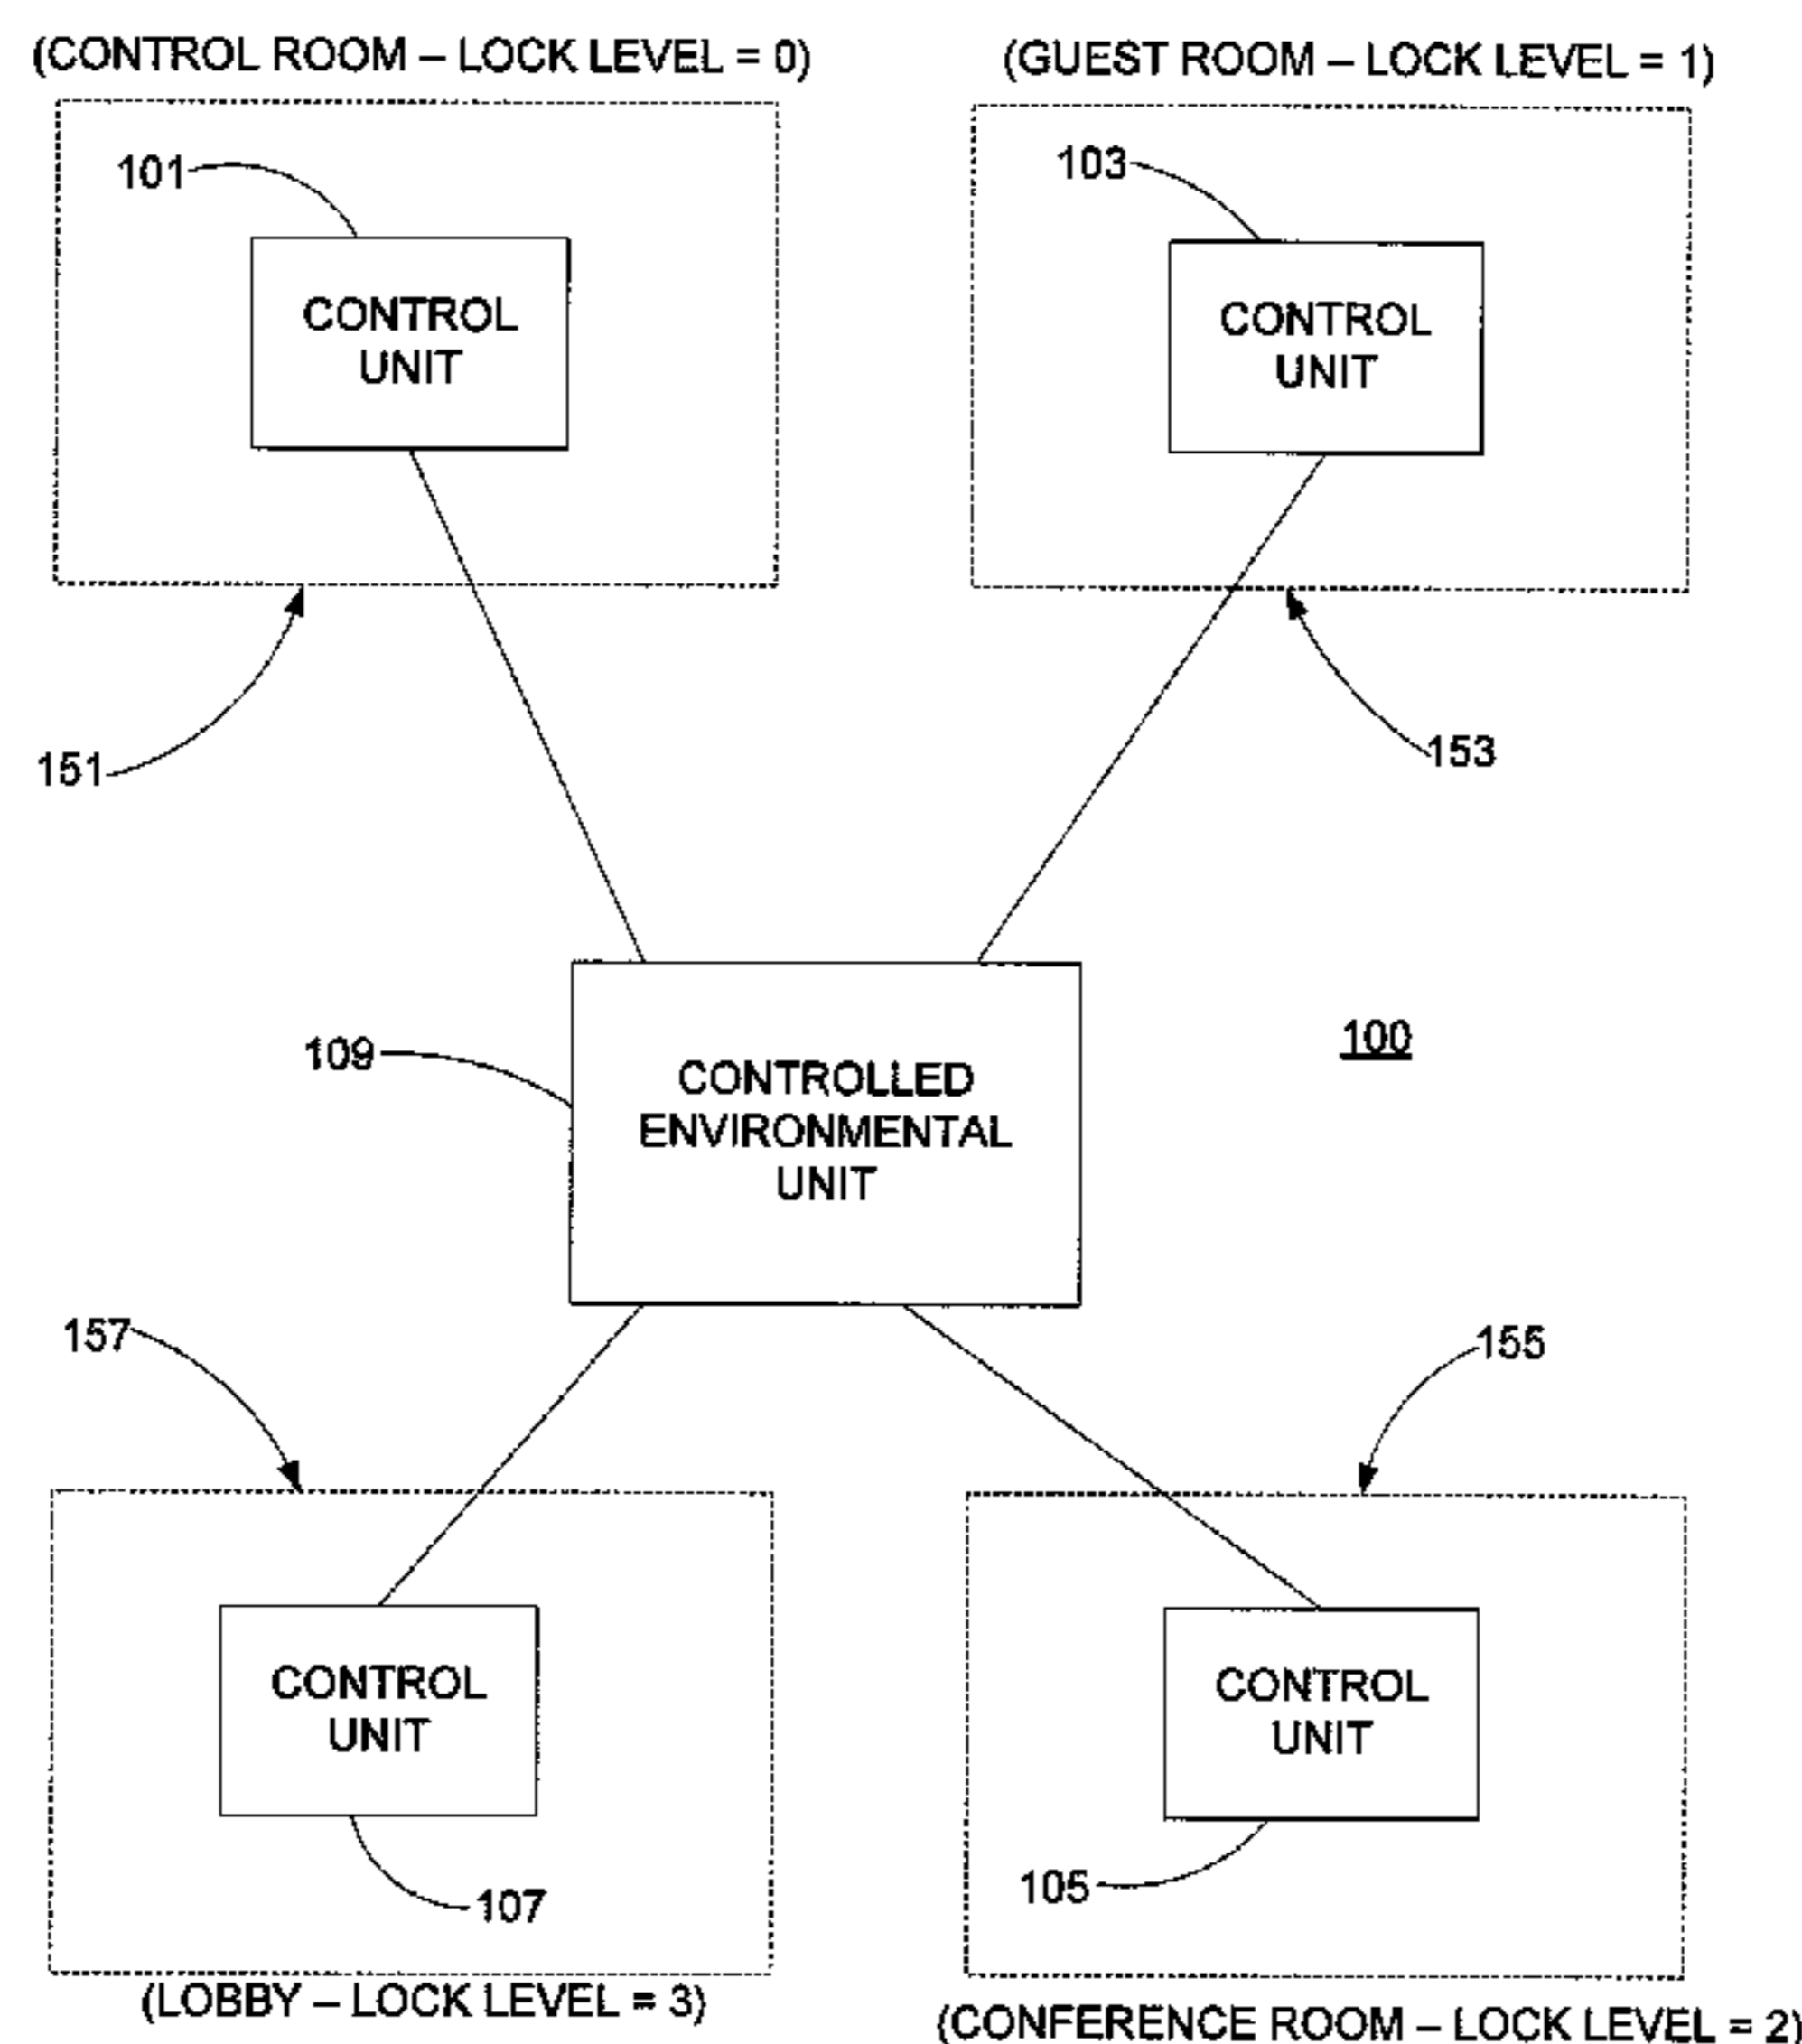 (CONTROL ROOM – LOCK LEVEL = 0)
(GUEST ROOM – LOCK LEVEL = 1)
101
103
CONTROL
UNIT
CONTROL
UNIT
151
153
100
109
CONTROLLED
ENVIRONMENTAL
UNIT
157
155
CONTROL
UNIT
CONTROL
UNIT
107
105
(LOBBY – LOCK LEVEL = 3)
(CONFERENCE ROOM – LOCK LEVEL = 2)